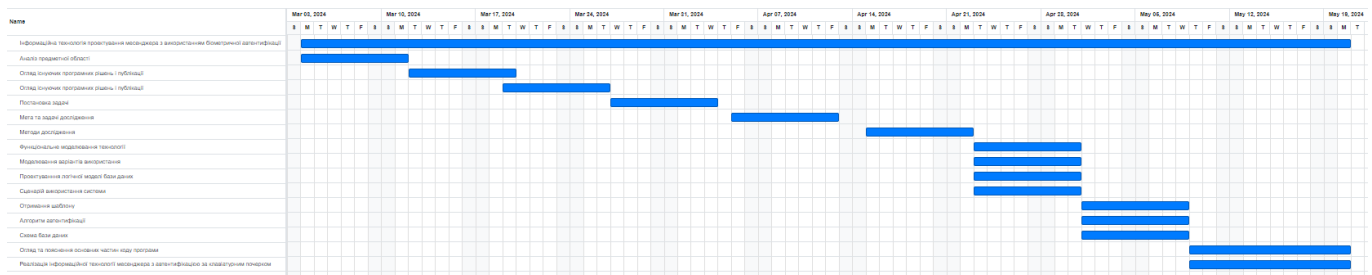 Name
Mar 03, 2024 Mar 10, 2024 Mar 17, 2024 Mar 24, 2024 Mar 31, 2024 Apr 07, 2024 Apr 14, 2024 Apr 21, 2024 Apr 28, 2024 May 05, 2024 May 12, 2024 May 19, 2024
S M T W T F S S M T W T F S S M T W T F S S M T W T F S S M T W T F S S M T W T F S S M T W T F S S M T W T F S S M T W T F S S M T W T F S S M T W T F S S M T
Інформаційна технологія проектування месенджера з використанням біометричної автентифікації
Аналіз предметної області
Огляд існуючих програмних рішень і публікації
Огляд існуючих програмних рішень і публікації
Постановка задачі
Мета та задачі дослідження
Методи дослідження
Функціональне моделювання технології
Моделювання варіантів використання
Проектування логічної моделі бази даних
Сценарій використання системи
Отримання шаблону
Алгоритм автентифікації
Схема бази даних
Огляд та пояснення основних частин коду програми
Реалізація інформаційної технології месенджера з автентифікацією за клавіатурним почерком